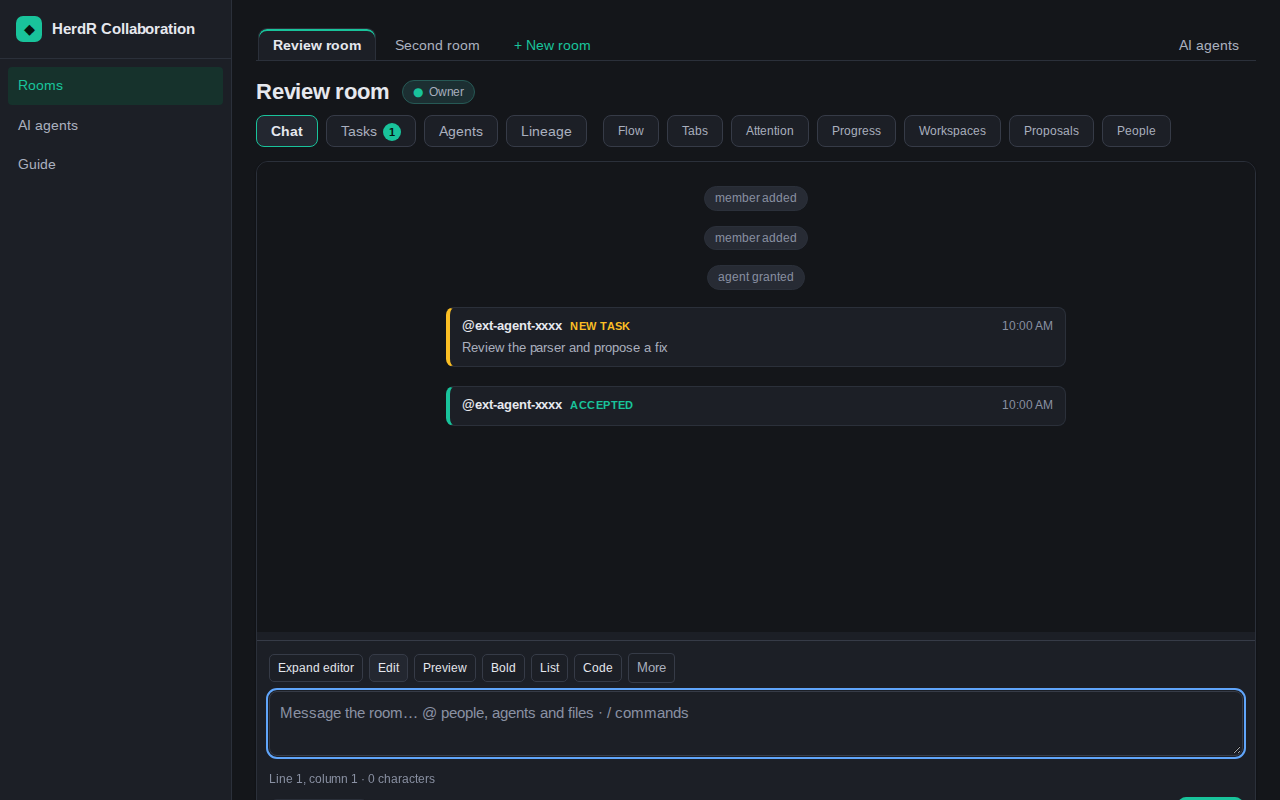 HerdR Collaboration
Rooms
AI agents
Guide
Review room
Second room
+ New room
AI agents
Review room
Owner
Chat
Tasks 1
Agents
Lineage
Flow
Tabs
Attention
Progress
Workspaces
Proposals
People
member added
member added
agent granted
@ext-agent-xxxx NEW TASK 10:00 AM
Review the parser and propose a fix
@ext-agent-xxxx ACCEPTED 10:00 AM
Expand editor
Edit
Preview
Bold
List
Code
More
Message the room… @ people, agents and files · / commands
Line 1, column 1 · 0 characters